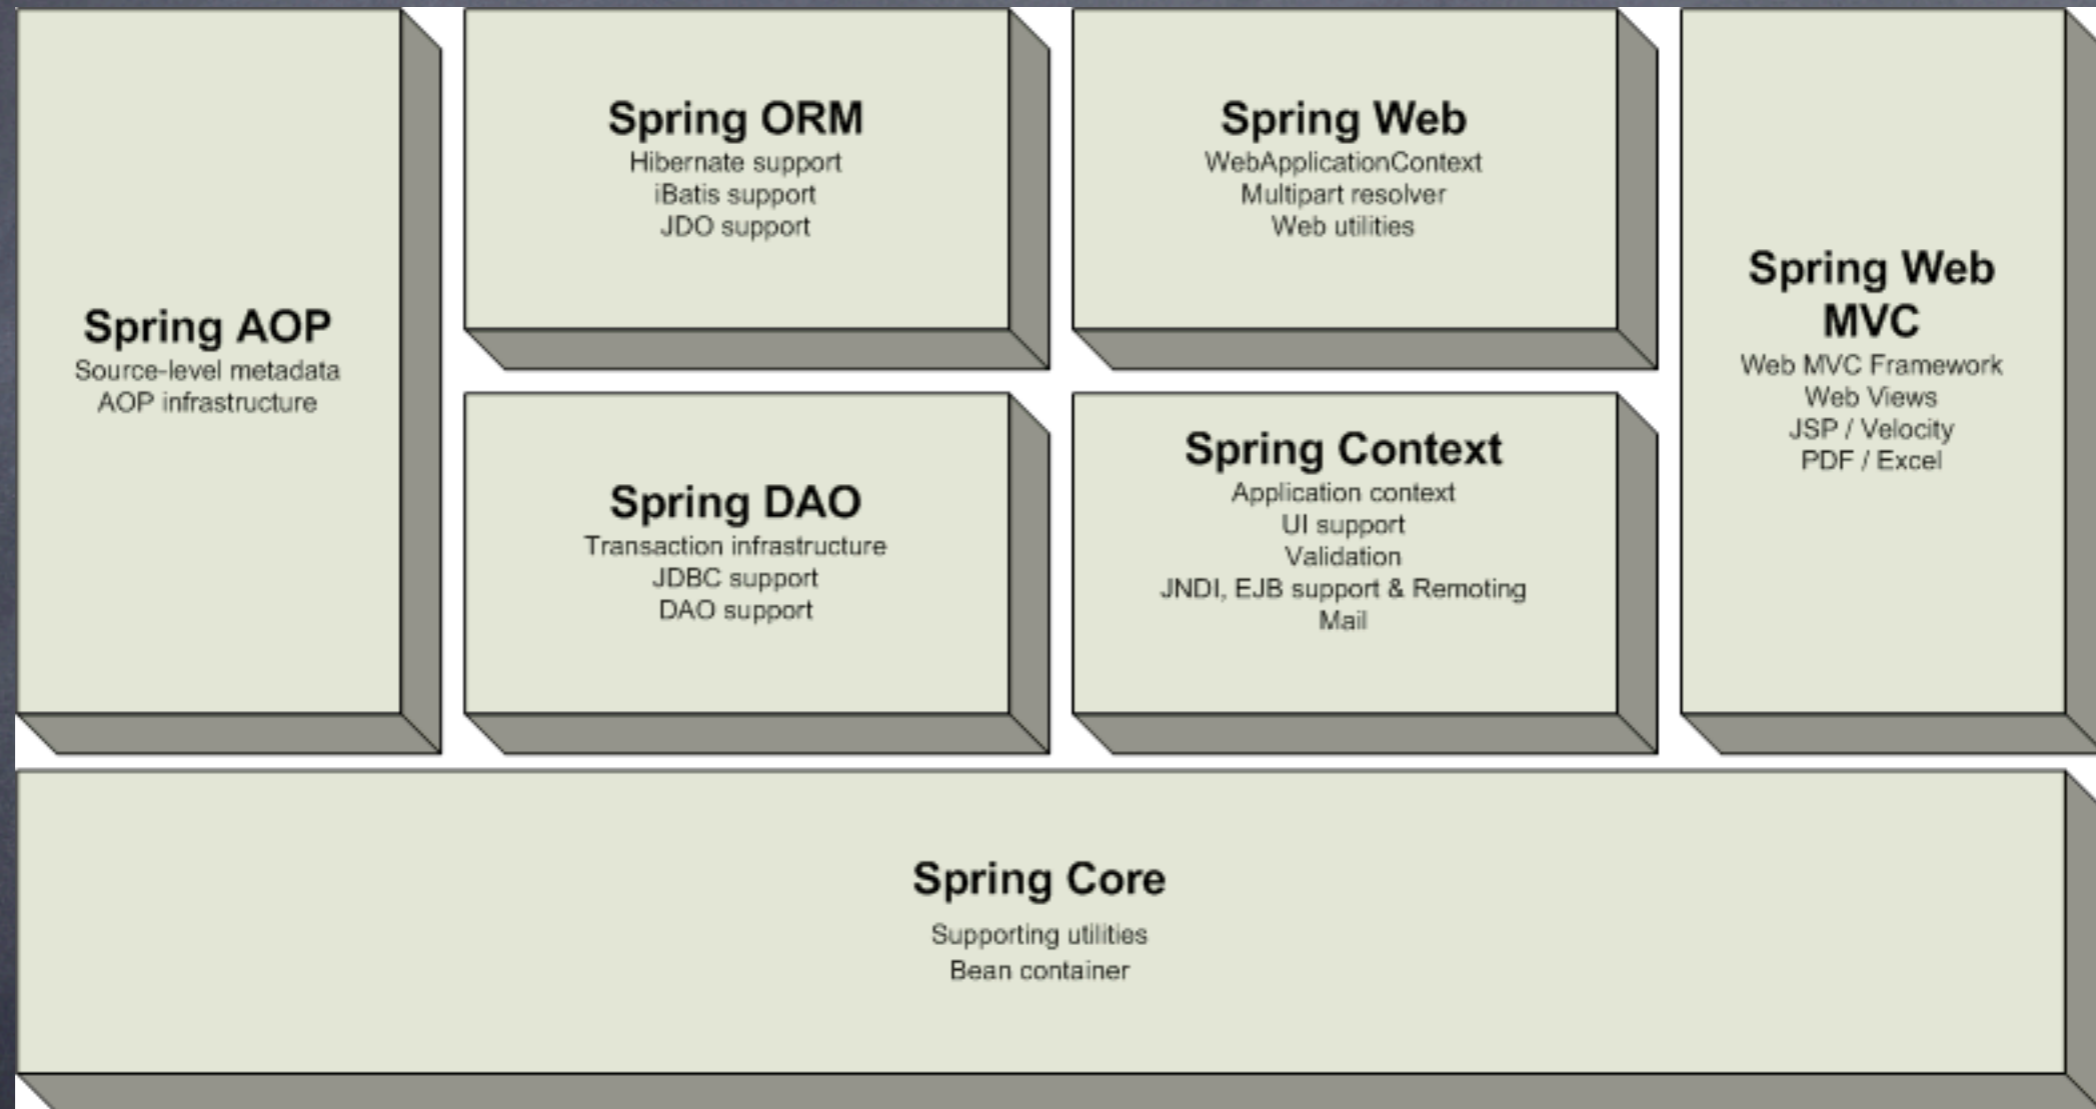 Spring AOP
Source-level metadata
AOP infrastructure
Spring ORM
Hibernate support
iBatis support
JDO support
Spring DAO
Transaction infrastructure
JDBC support
DAO support
Spring Web
WebApplicationContext
Multipart resolver
Web utilities
Spring Context
Application context
UI support
Validation
JNDI, EJB support & Remoting
Mail
Spring Web
MVC
Web MVC Framework
Web Views
JSP / Velocity
PDF / Excel
Spring Core
Supporting utilities
Bean container